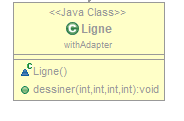 <<Java Class>>
Ligne
withAdapter
Ligne()
dessiner(int,int,int,int):void